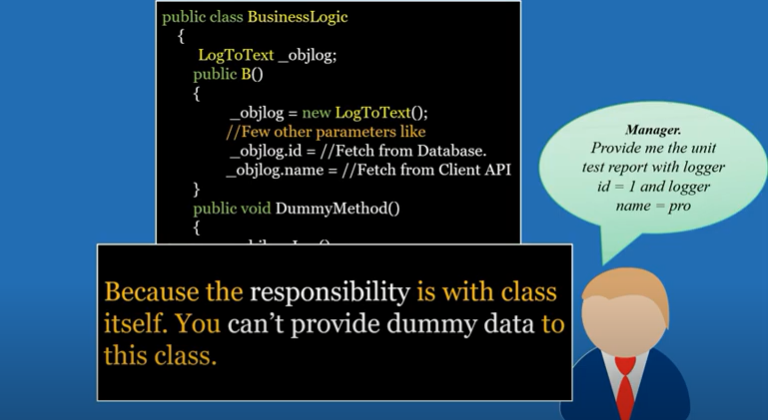 public class BusinessLogic
{
LogToText _objlog;
public B()
{
_objlog = new LogToText();
//Few other parameters like
_objlog.id = //Fetch from Database.
_objlog.name = //Fetch from Client API
}
public void DummyMethod()
{
Manager.
Provide me the unit
test report with logger
id = 1 and logger
name = pro
Because the responsibility is with class
itself. You can't provide dummy data to
this class.